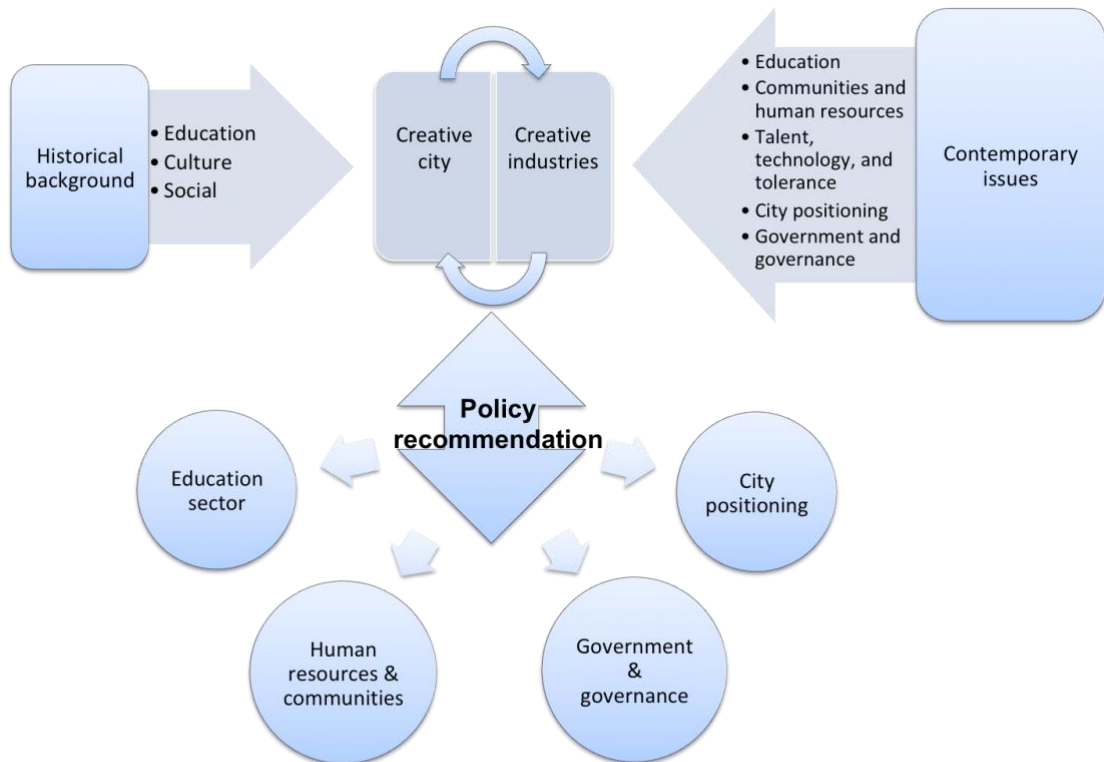 Historical
background
• Education
• Culture
• Social
Creative
city
Creative
industries
• Education
• Communities and
human resources
• Talent,
technology, and
tolerance
• City positioning
• Government and
governance
Contemporary
issues
Policy
recommendation
Education
sector
City
positioning
Human
resources &
communities
Government
&
governance